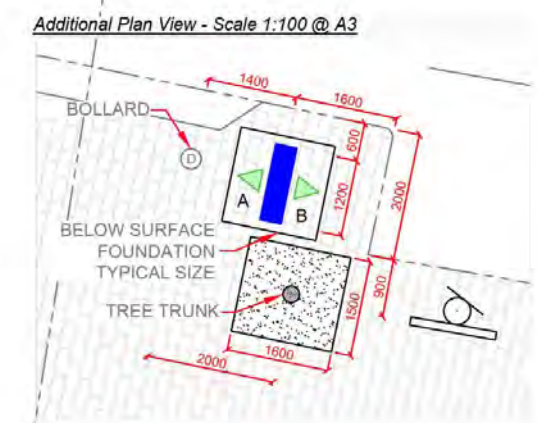 Additional Plan View - Scale 1:100 @ A3
1400
1600
BOLLARD
D
600
2000
1200
A
B
BELOW SURFACE
FOUNDATION
TYPICAL SIZE
900
1500
TREE TRUNK
1600
2000